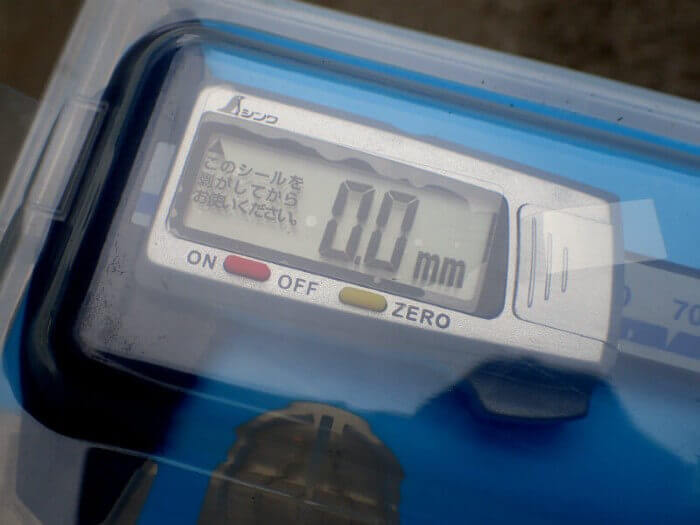 シンワ
このシールを
剥がしてから
お使いください。
0.0 mm
ON OFF ZERO
0 70